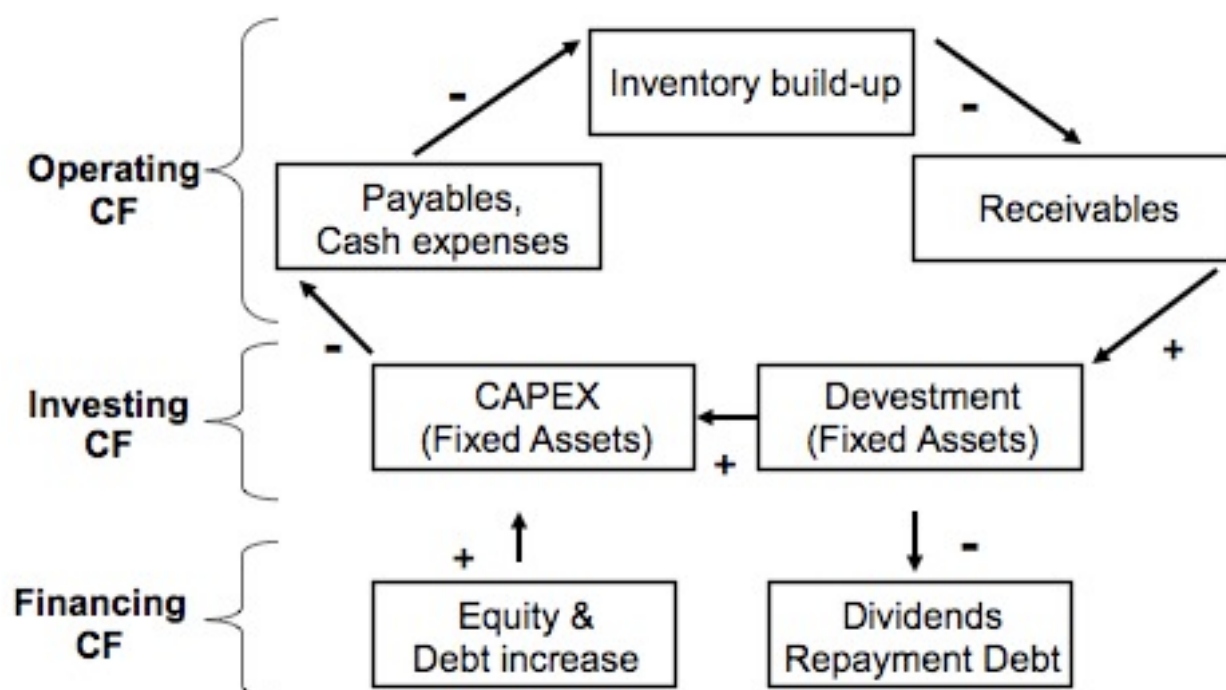 Inventory build-up
-
-
Operating
CF
Payables,
Cash expenses
Receivables
-
+
Investing
CF
CAPEX
(Fixed Assets)
+
Devestment
(Fixed Assets)
+
-
Financing
CF
Equity &
Debt increase
Dividends
Repayment Debt